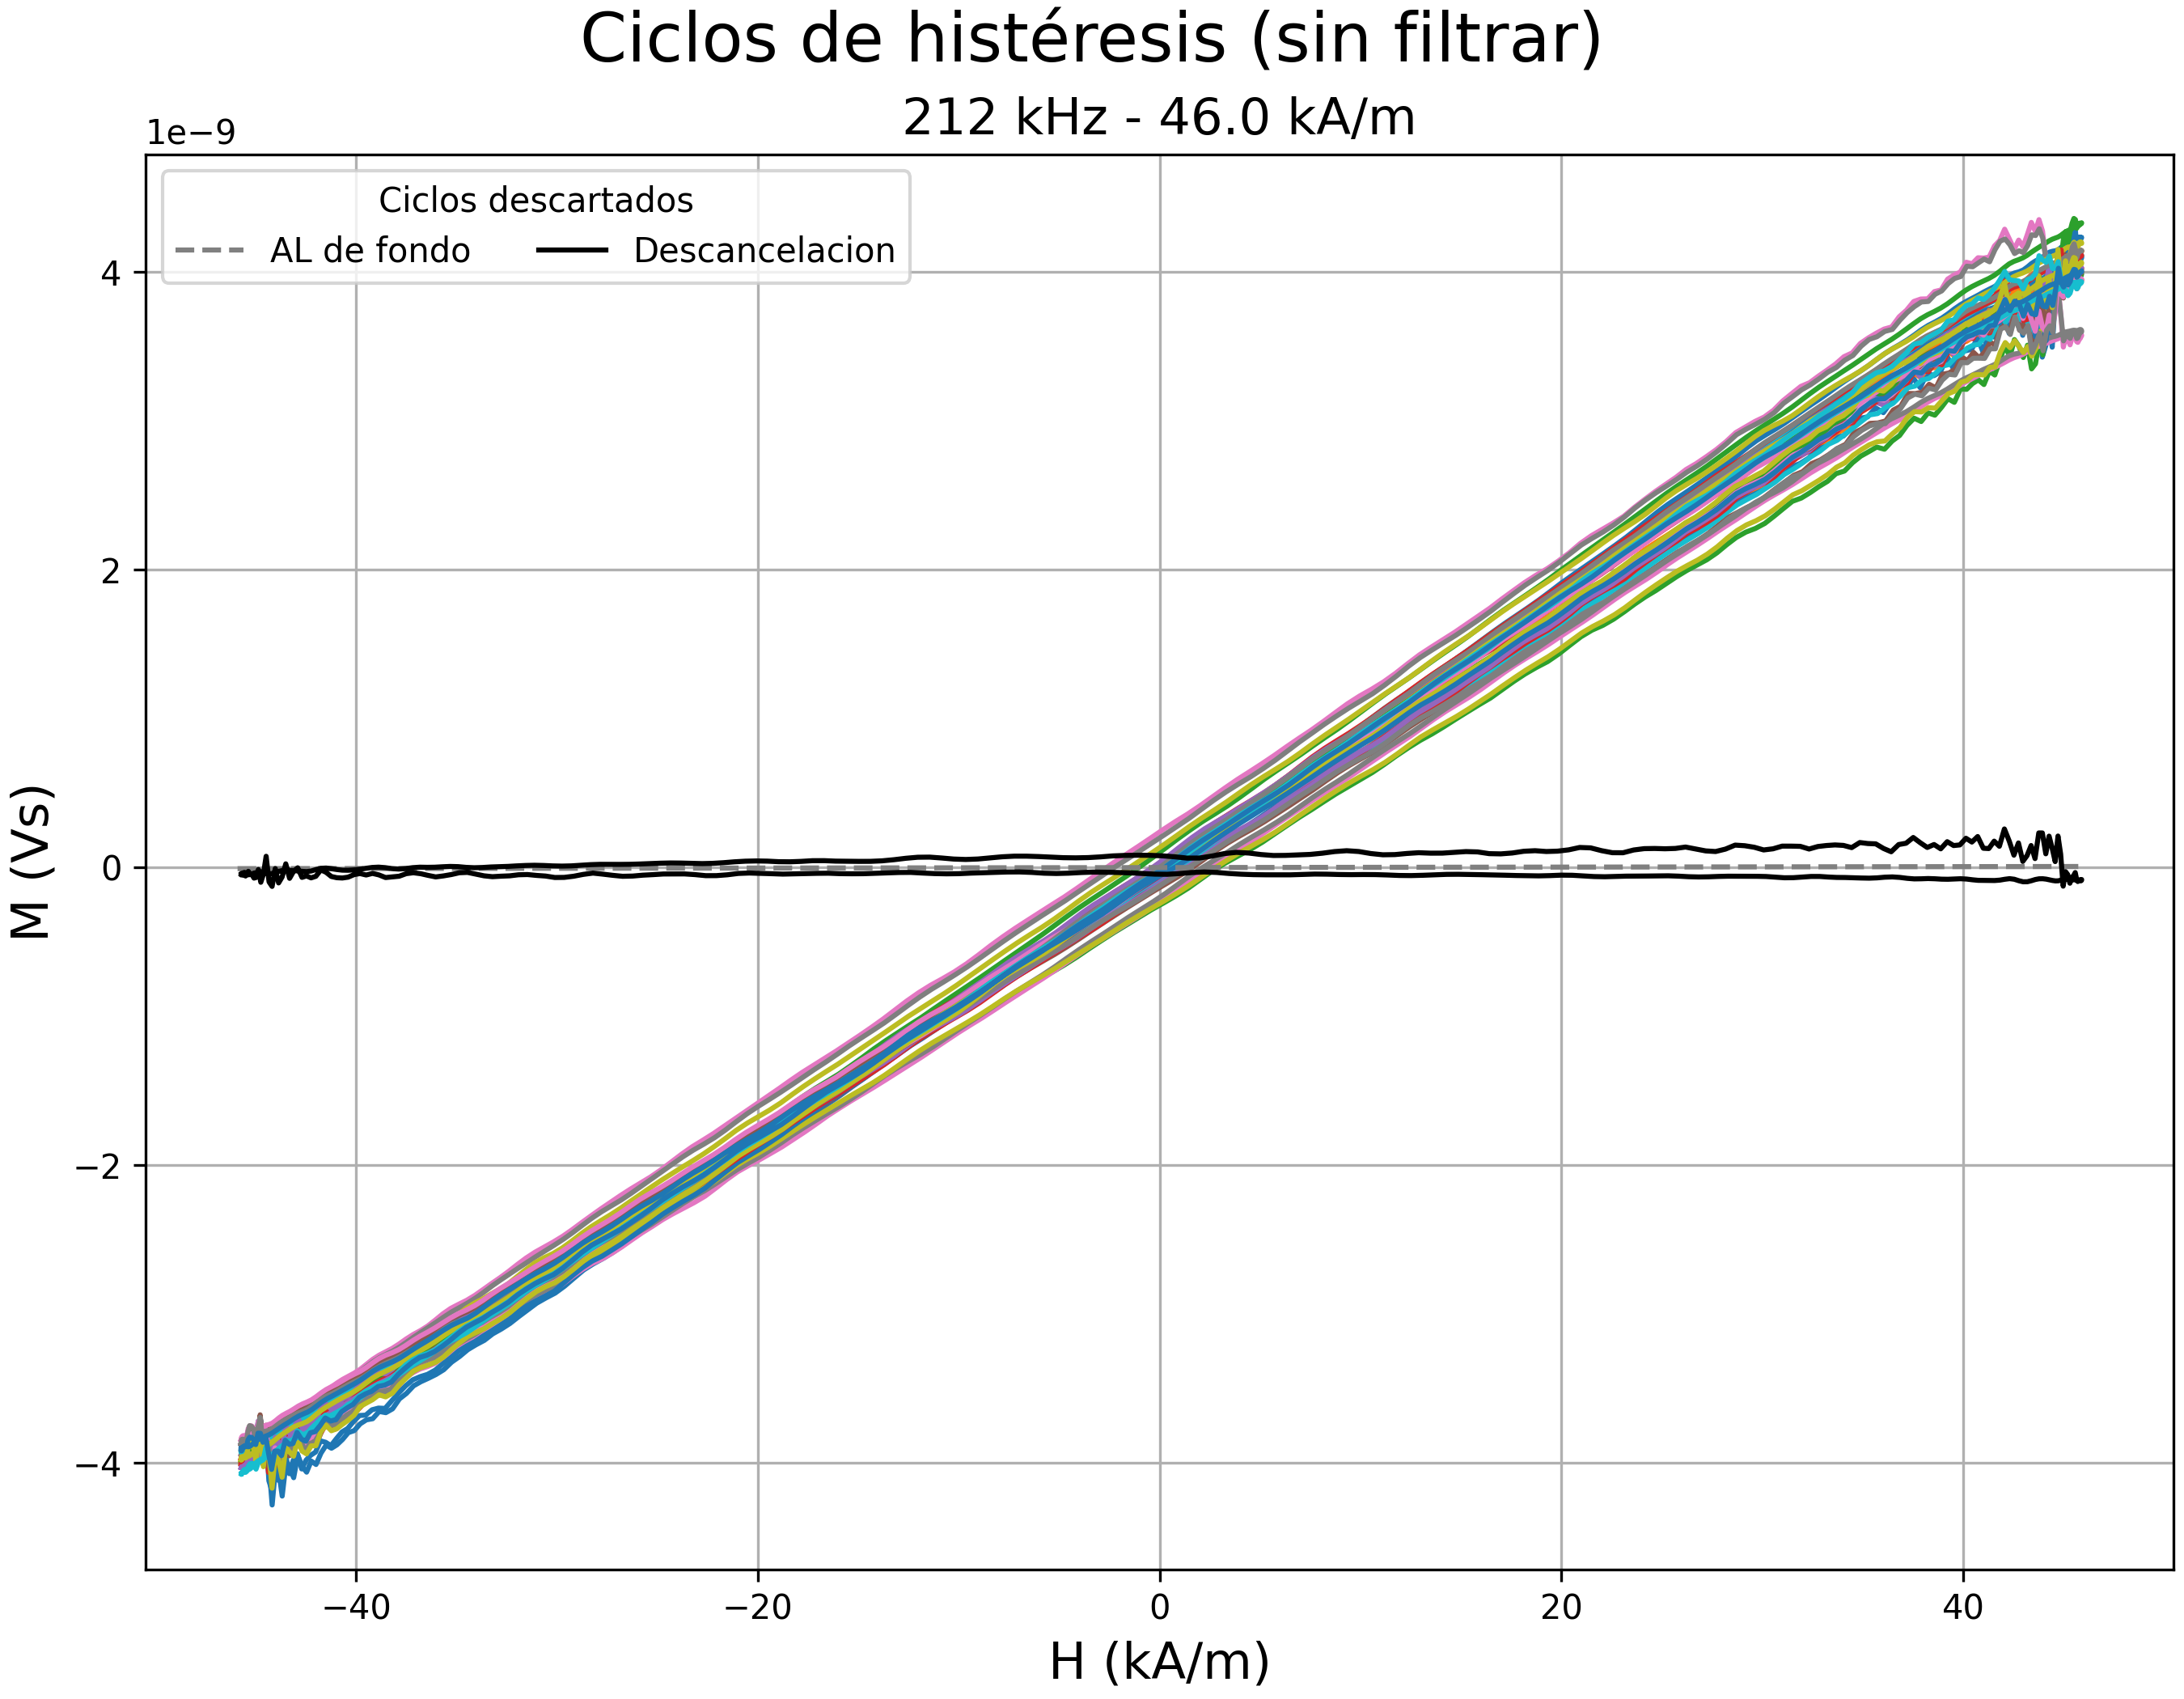 Ciclos de histéresis (sin filtrar)
212 kHz - 46.0 kA/m
1e−9
Ciclos descartados
AL de fondo
Descancelacion
4
2
0
−2
−4
M (Vs)
−40
−20
0
20
40
H (kA/m)